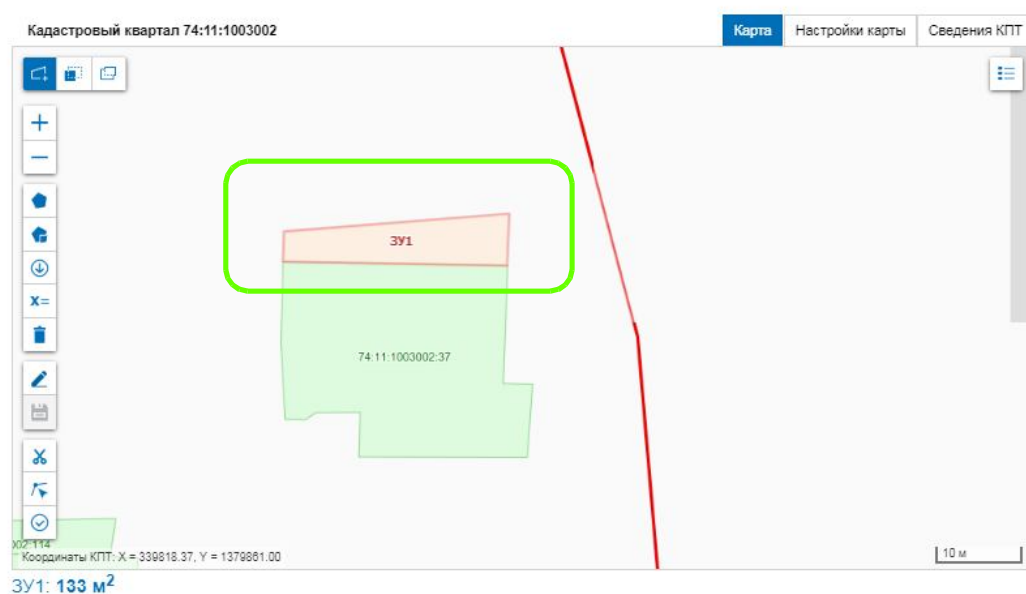 Кадастровый квартал 74:11:1003002
Карта Настройки карты Сведения КПТ
ЗУ1
74:11:1003002:37
002:114
Координаты КПТ: X = 339818.37, Y = 1379861.00
10 м
ЗУ1: 133 м²